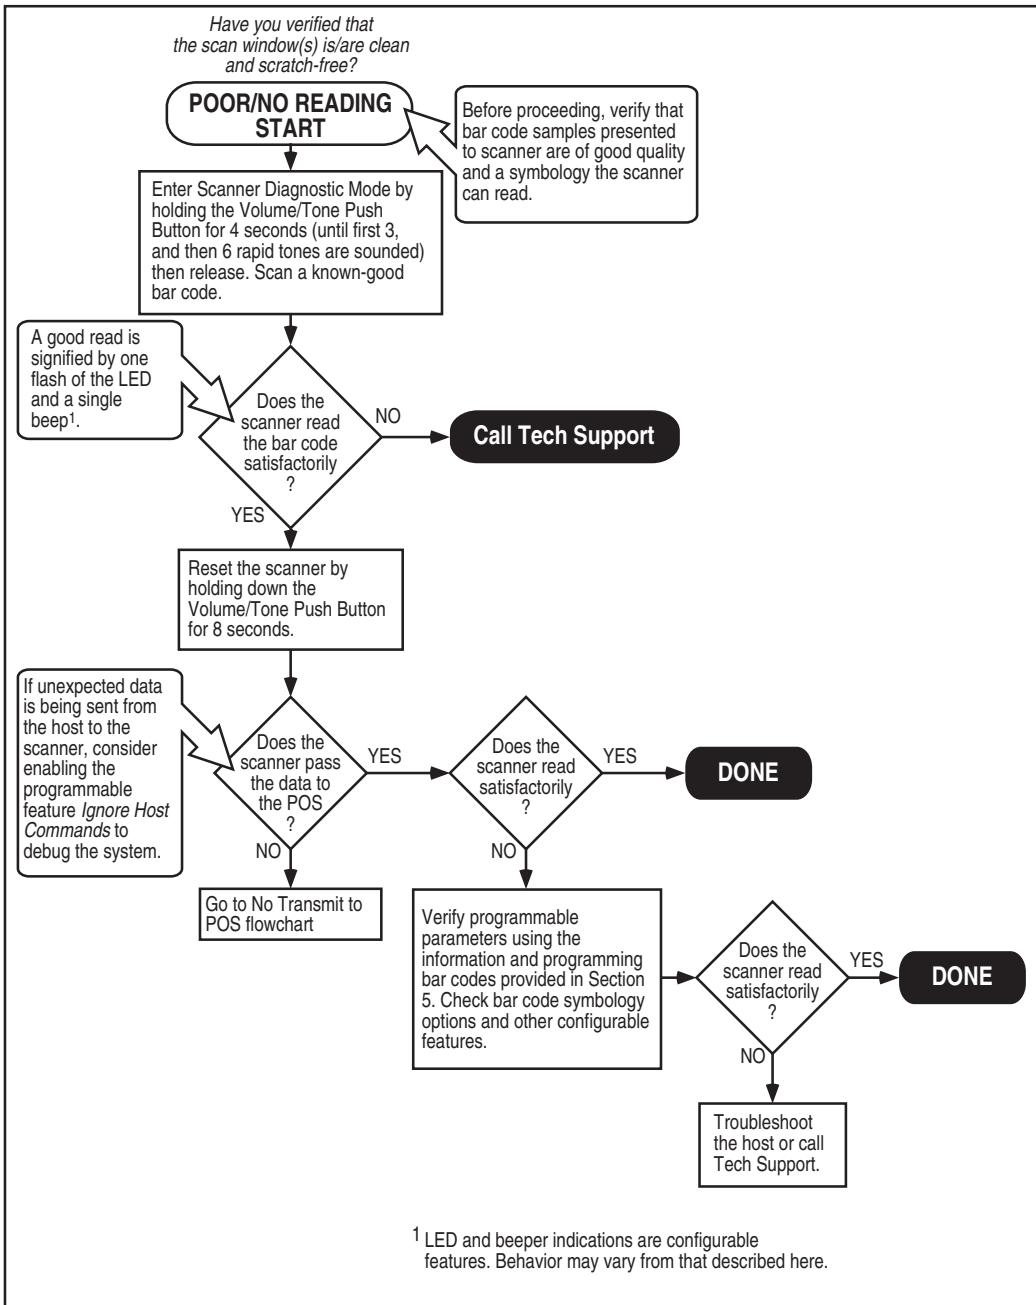 Have you verified that
the scan window(s) is/are clean
and scratch-free?
POOR/NO READING
START
Before proceeding, verify that
bar code samples presented
to scanner are of good quality
and a symbology the scanner
can read.
Enter Scanner Diagnostic Mode by
holding the Volume/Tone Push
Button for 4 seconds (until first 3,
and then 6 rapid tones are sounded)
then release. Scan a known-good
bar code.
A good read is
signified by one
flash of the LED
and a single
beep1.
Does the
scanner read
the bar code
satisfactorily
?
NO
Call Tech Support
YES
Reset the scanner by
holding down the
Volume/Tone Push Button
for 8 seconds.
If unexpected data
is being sent from
the host to the
scanner, consider
enabling the
programmable
feature Ignore Host
Commands to
debug the system.
Does the
scanner pass
the data to
the POS
?
YES
NO
Go to No Transmit to
POS flowchart
Does the
scanner read
satisfactorily
?
YES
DONE
NO
Verify programmable
parameters using the
information and programming
bar codes provided in Section
5. Check bar code symbology
options and other configurable
features.
Does the
scanner read
satisfactorily
?
YES
DONE
NO
Troubleshoot
the host or call
Tech Support.
1 LED and beeper indications are configurable
features. Behavior may vary from that described here.